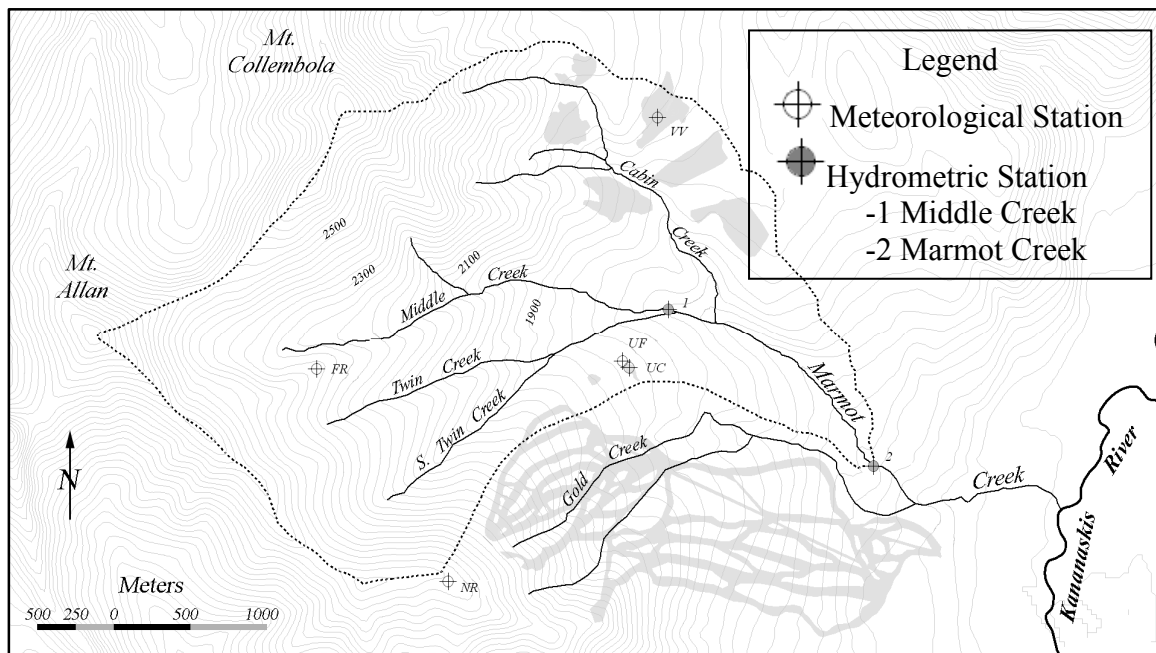 Mt.
Collembola
Legend
Meteorological Station
Hydrometric Station
-1 Middle Creek
-2 Marmot Creek
VV
Cabin
Creek
2500
2300
2100
1900
Mt.
Allan
Middle
Creek
1
FR
UF
UC
Twin Creek
S. Twin Creek
Marmot
2
Creek
Gold Creek
NR
N
Kananaskis
River
Meters
500 250 0 500 1000